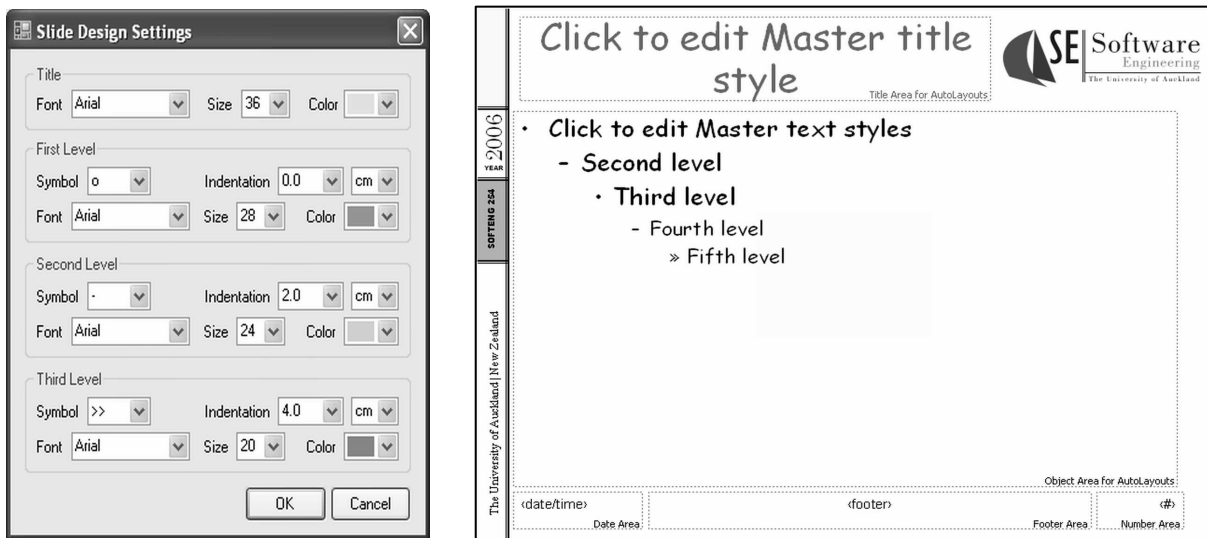 Slide Design Settings
Title
Font Arial Size 36 Color
First Level
Symbol o Indentation 0.0 cm
Font Arial Size 28 Color
Second Level
Symbol - Indentation 2.0 cm
Font Arial Size 24 Color
Third Level
Symbol >> Indentation 4.0 cm
Font Arial Size 20 Color
OK Cancel
Click to edit Master title
style
Title Area for AutoLayouts
SE Software
Engineering
The University of Auckland
YEAR 2006
SOFTENG 254
The University of Auckland | New Zealand
• Click to edit Master text styles
– Second level
• Third level
– Fourth level
» Fifth level
Object Area for AutoLayouts
‹date/time›
Date Area
‹footer›
Footer Area
‹#›
Number Area